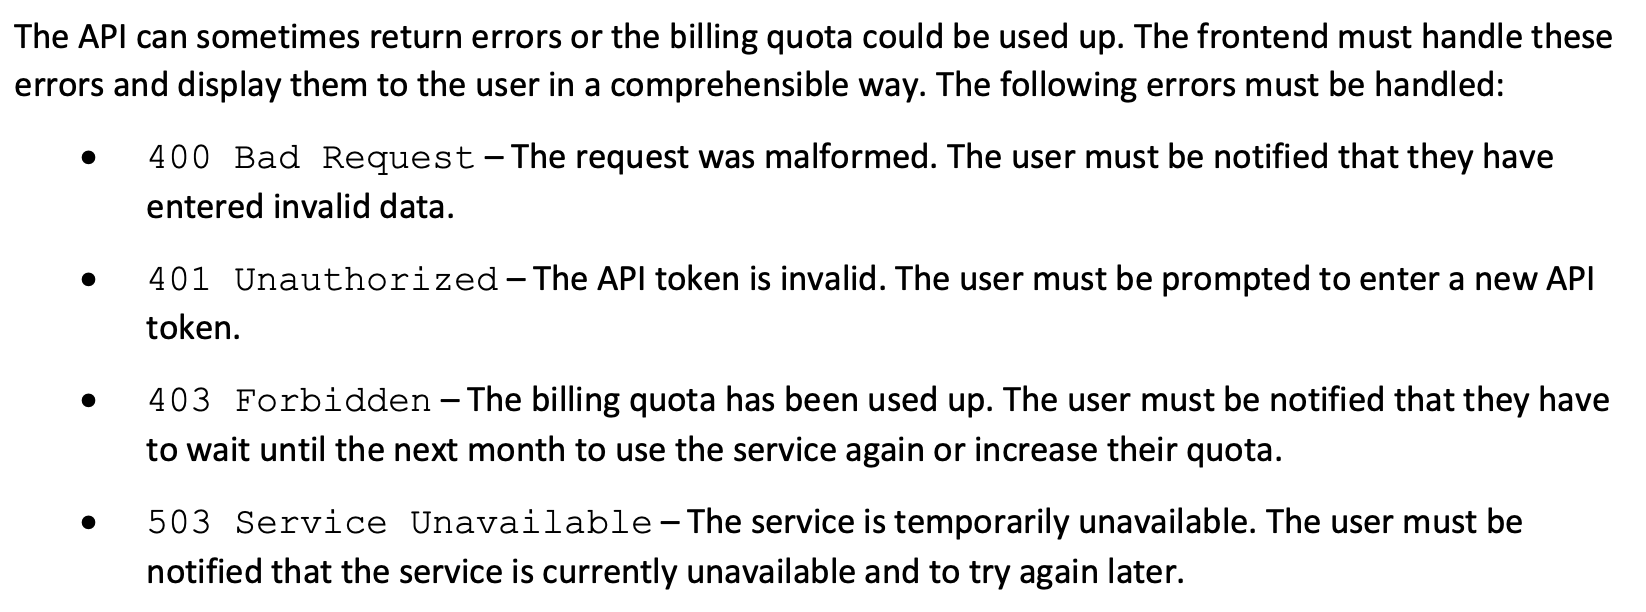 The API can sometimes return errors or the billing quota could be used up. The frontend must handle these
errors and display them to the user in a comprehensible way. The following errors must be handled:
• 400 Bad Request – The request was malformed. The user must be notified that they have
entered invalid data.
• 401 Unauthorized – The API token is invalid. The user must be prompted to enter a new API
token.
• 403 Forbidden – The billing quota has been used up. The user must be notified that they have
to wait until the next month to use the service again or increase their quota.
• 503 Service Unavailable – The service is temporarily unavailable. The user must be
notified that the service is currently unavailable and to try again later.